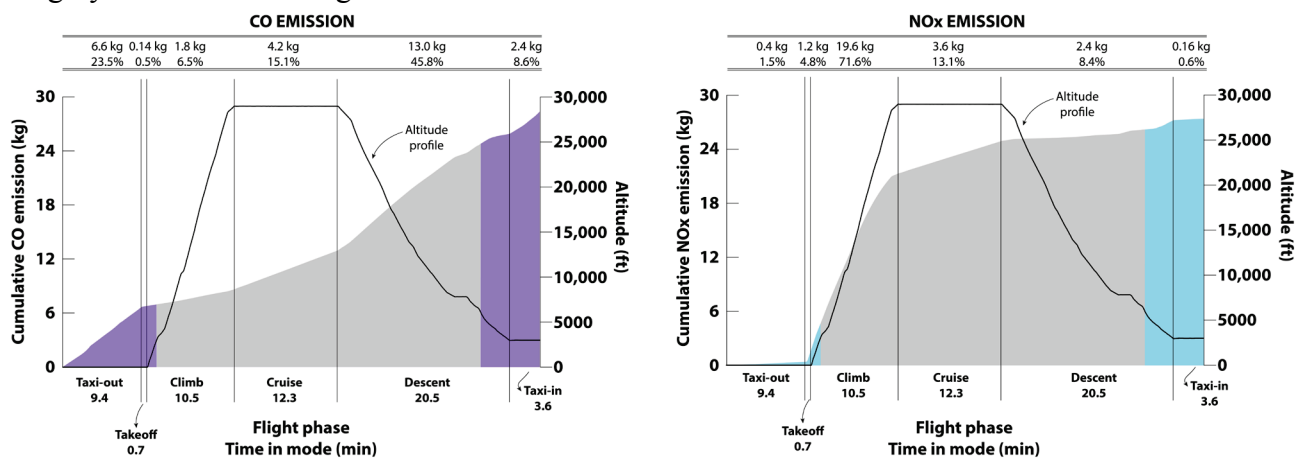 CO EMISSION
6.6 kg 0.14 kg 1.8 kg 4.2 kg 13.0 kg 2.4 kg
23.5% 0.5% 6.5% 15.1% 45.8% 8.6%
30
24
18
12
6
0
Cumulative CO emission (kg)
Altitude
profile
30,000
25,000
20,000
15,000
10,000
5000
0
Altitude (ft)
Taxi-out
9.4
Takeoff
0.7
Climb
10.5
Cruise
12.3
Descent
20.5
Taxi-in
3.6
Flight phase
Time in mode (min)
NOx EMISSION
0.4 kg 1.2 kg 19.6 kg 3.6 kg 2.4 kg 0.16 kg
1.5% 4.8% 71.6% 13.1% 8.4% 0.6%
30
24
18
12
6
0
Cumulative NOx emission (kg)
Altitude
profile
30,000
25,000
20,000
15,000
10,000
5000
0
Altitude (ft)
Taxi-out
9.4
Takeoff
0.7
Climb
10.5
Cruise
12.3
Descent
20.5
Taxi-in
3.6
Flight phase
Time in mode (min)